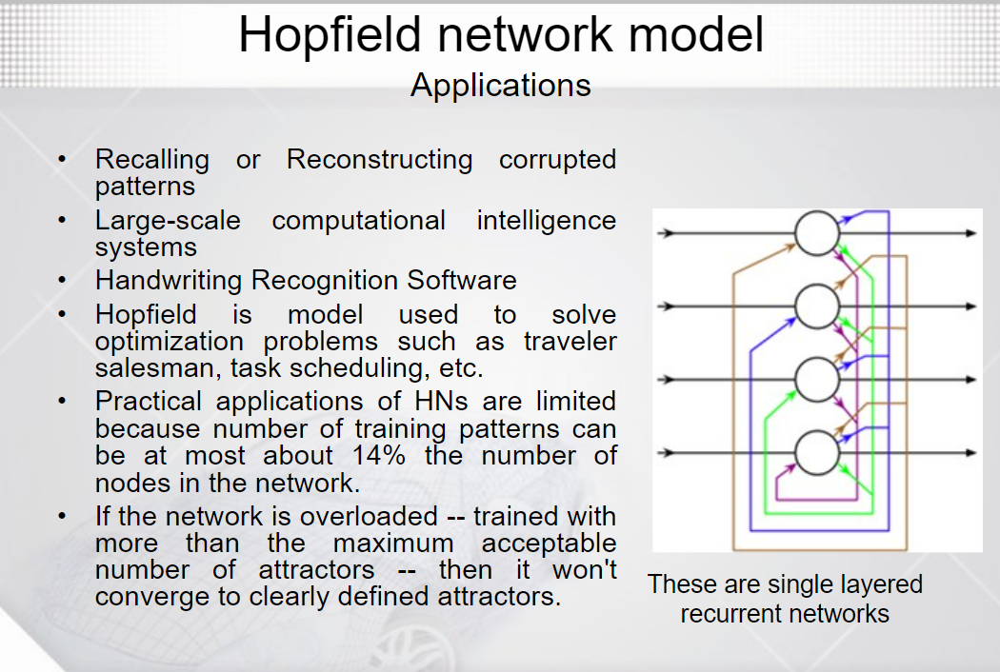 Hopfield network model
Applications
• Recalling or Reconstructing corrupted
patterns
• Large-scale computational intelligence
systems
• Handwriting Recognition Software
• Hopfield is model used to solve
optimization problems such as traveler
salesman, task scheduling, etc.
• Practical applications of HNs are limited
because number of training patterns can
be at most about 14% the number of
nodes in the network.
• If the network is overloaded -- trained with
more than the maximum acceptable
number of attractors -- then it won't
converge to clearly defined attractors.
These are single layered
recurrent networks